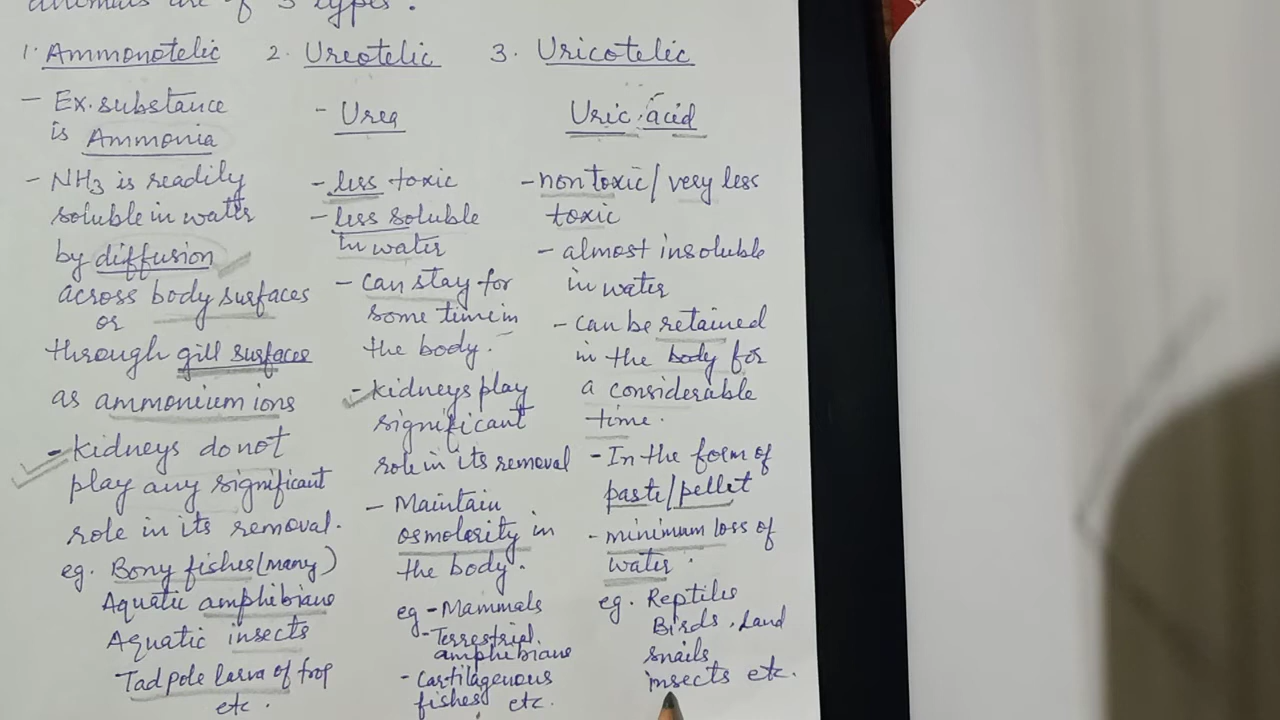 animals are of 3 types.
1. Ammonotelic
- Ex. substance
is Ammonia
- NH3 is readily
soluble in water
by diffusion
across body surfaces
or
through gill surfaces
as ammonium ions
- kidneys do not
play any significant
role in its removal.
eg. Bony fishes (many)
Aquatic amphibians
Aquatic insects
Tadpole larva of frog
etc.
2. Ureotelic
- Urea
- less toxic
- less soluble
in water
- can stay for
some time in
the body.
- kidneys play
significant
role in its removal
- Maintain
osmolarity in
the body.
eg - Mammals
- Terrestrial
amphibians
- Cartilagenous
fishes etc.
3. Uricotelic
Uric acid
- non toxic / very less
toxic
- almost insoluble
in water
- can be retained
in the body for
a considerable
time.
- In the form of
paste/pellet
- minimum loss of
water.
eg. Reptiles
Birds, Land
snails
insects etc.